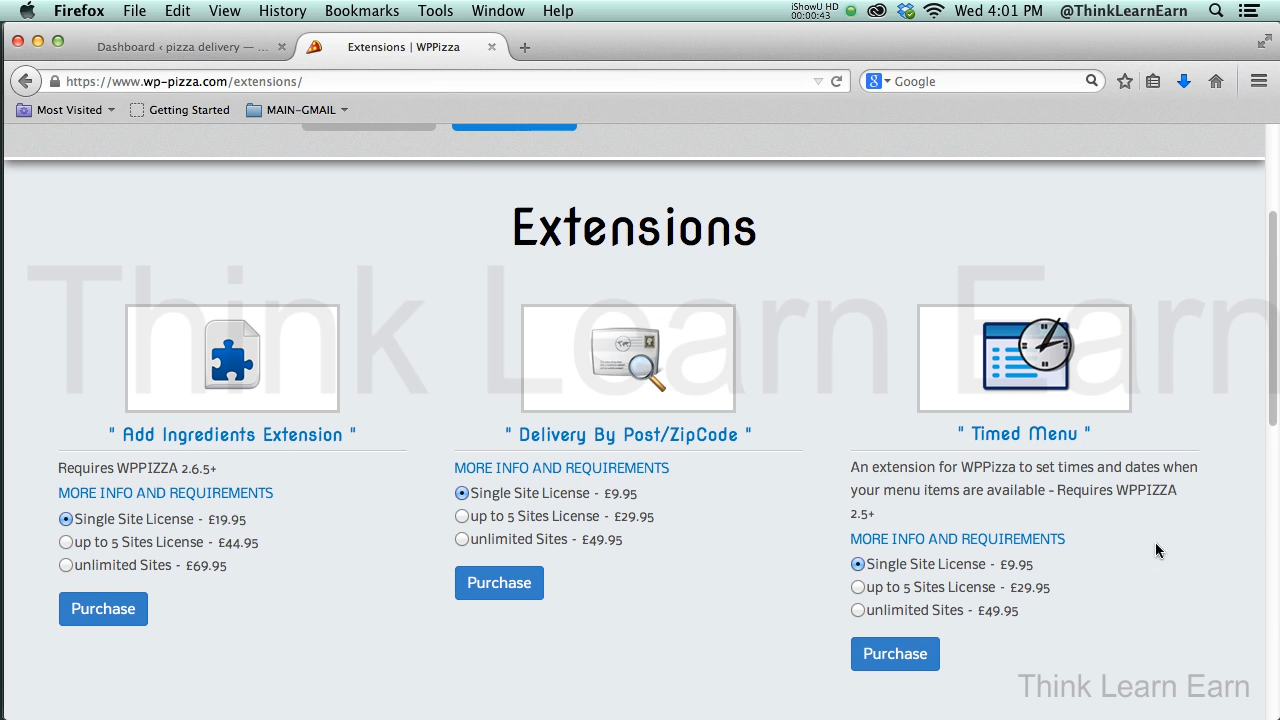 Firefox File Edit View History Bookmarks Tools Window Help iShowU HD 00:00:43 Wed 4:01 PM @ThinkLearnEarn
Dashboard ‹ pizza delivery — ... Extensions | WPPizza
https://www.wp-pizza.com/extensions/ Google
Most Visited Getting Started MAIN-GMAIL
Extensions
Think Learn Earn
" Add Ingredients Extension "
Requires WPPIZZA 2.6.5+
MORE INFO AND REQUIREMENTS
Single Site License - £19.95
up to 5 Sites License - £44.95
unlimited Sites - £69.95
Purchase
" Delivery By Post/ZipCode "
MORE INFO AND REQUIREMENTS
Single Site License - £9.95
up to 5 Sites License - £29.95
unlimited Sites - £49.95
Purchase
" Timed Menu "
An extension for WPPizza to set times and dates when
your menu items are available - Requires WPPIZZA
2.5+
MORE INFO AND REQUIREMENTS
Single Site License - £9.95
up to 5 Sites License - £29.95
unlimited Sites - £49.95
Purchase
Think Learn Earn